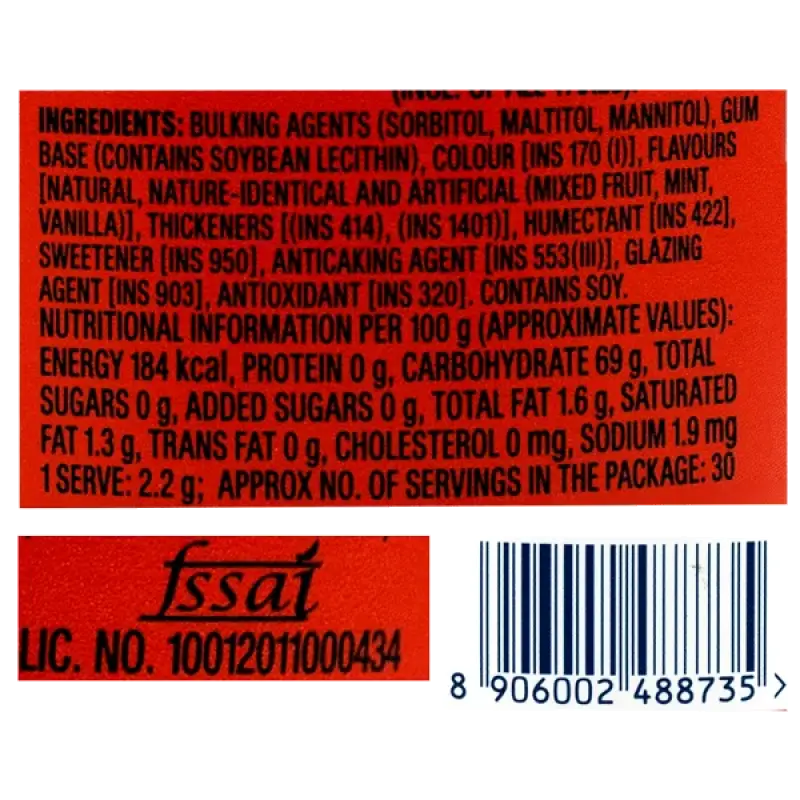 INGREDIENTS: BULKING AGENTS (SORBITOL, MALTITOL, MANNITOL), GUM
BASE (CONTAINS SOYBEAN LECITHIN), COLOUR [INS 170 (I)], FLAVOURS
[NATURAL, NATURE-IDENTICAL AND ARTIFICIAL (MIXED FRUIT, MINT,
VANILLA)], THICKENERS [(INS 414), (INS 1401)], HUMECTANT [INS 422],
SWEETENER [INS 950], ANTICAKING AGENT [INS 553(III)], GLAZING
AGENT [INS 903], ANTIOXIDANT [INS 320]. CONTAINS SOY.
NUTRITIONAL INFORMATION PER 100 g (APPROXIMATE VALUES):
ENERGY 184 kcal, PROTEIN 0 g, CARBOHYDRATE 69 g, TOTAL
SUGARS 0 g, ADDED SUGARS 0 g, TOTAL FAT 1.6 g, SATURATED
FAT 1.3 g, TRANS FAT 0 g, CHOLESTEROL 0 mg, SODIUM 1.9 mg
1 SERVE: 2.2 g; APPROX NO. OF SERVINGS IN THE PACKAGE: 30
fssai
LIC. NO. 10012011000434
8 906002 488735 >